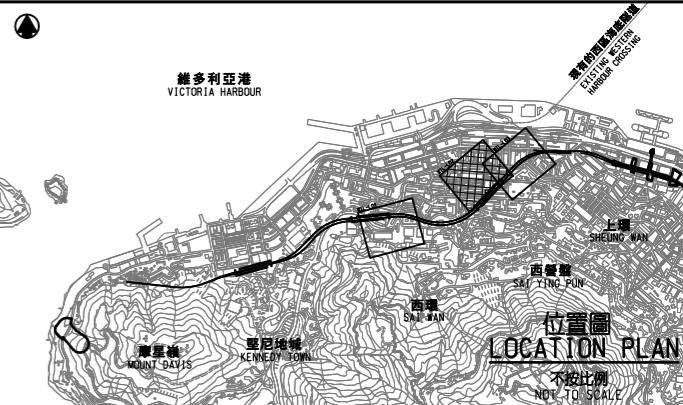 現有的西區海底隧道
EXISTING WESTERN
HARBOUR CROSSING
維多利亞港
VICTORIA HARBOUR
上環
SHEUNG WAN
西營盤
SAI YING PUN
西環
SAI WAN
位置圖
LOCATION PLAN
摩星嶺
MOUNT DAVIS
堅尼地城
KENNEDY TOWN
不按比例
NOT TO SCALE